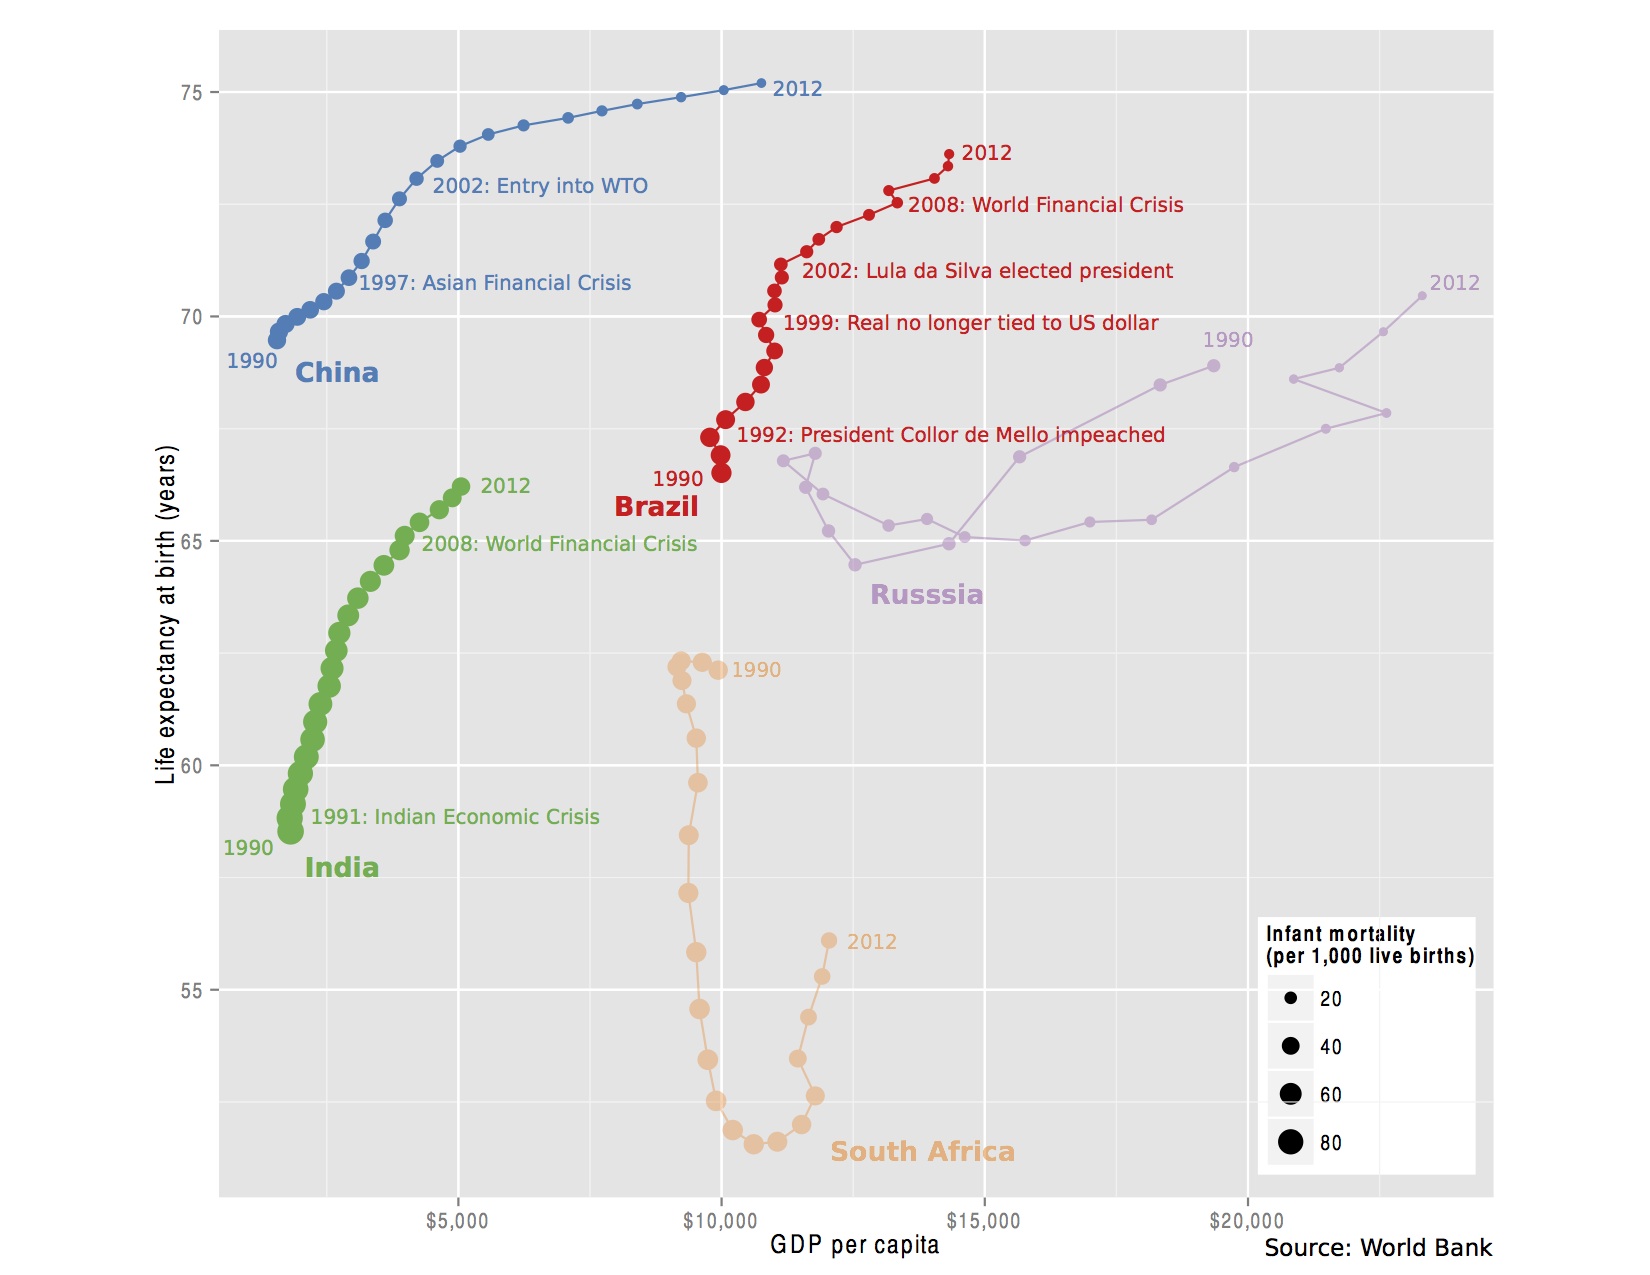 75
2012
2012
2002: Entry into WTO
2008: World Financial Crisis
2002: Lula da Silva elected president
1997: Asian Financial Crisis
2012
70
1999: Real no longer tied to US dollar
1990
1990
China
1992: President Collor de Mello impeached
1990
Brazil
2012
65
2008: World Financial Crisis
Russsia
1990
Life expectancy at birth (years)
60
1991: Indian Economic Crisis
1990
India
2012
55
South Africa
Infant mortality
(per 1,000 live births)
20
40
60
80
$5,000
$10,000
$15,000
$20,000
GDP per capita
Source: World Bank